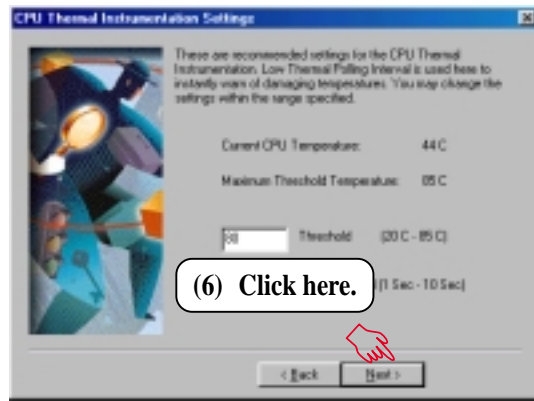 CPU Thermal Instrumentation Settings
These are recommended settings for the CPU Thermal
Instrumentation. Low Thermal Polling Interval is used here to
instantly warn of damaging temperatures. You may change the
settings within the range specified.
Current CPU Temperature: 44 C
Maximum Threshold Temperature: 85 C
80 Threshold (20 C - 85 C)
(6) Click here.
(1 Sec - 10 Sec)
< Back Next >